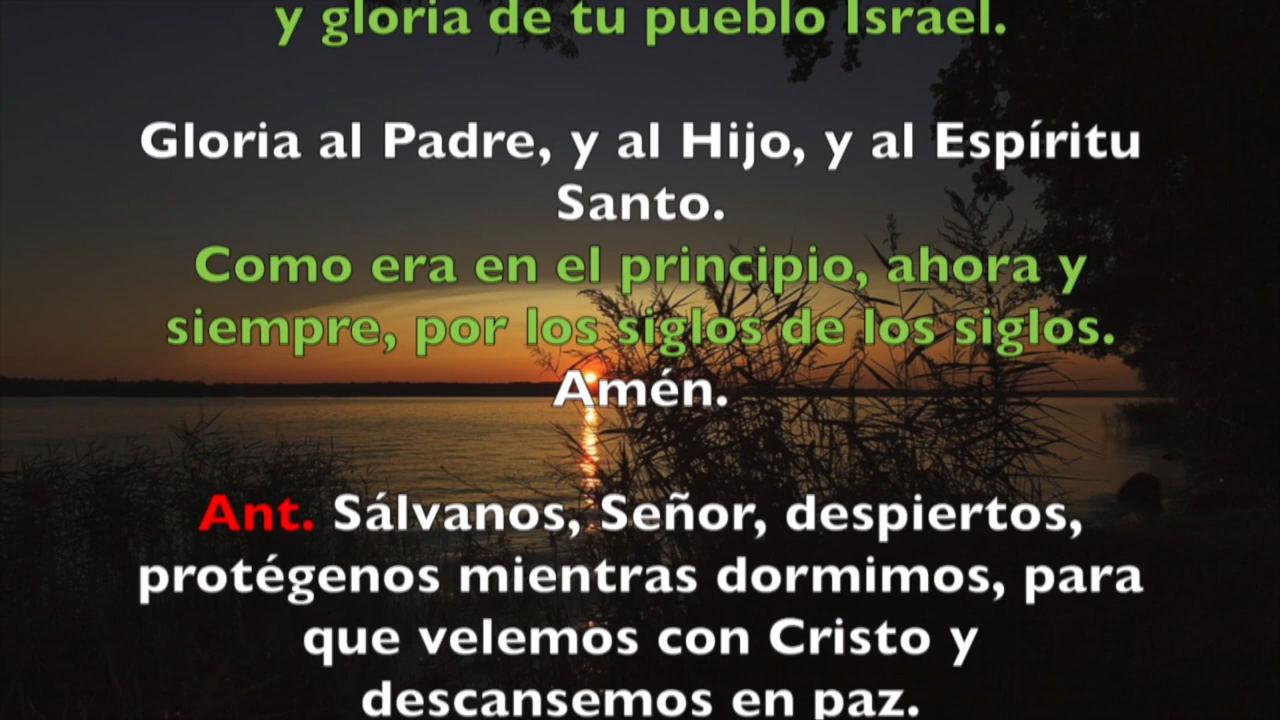 y gloria de tu pueblo Israel.
Gloria al Padre, y al Hijo, y al Espíritu
Santo.
Como era en el principio, ahora y
siempre, por los siglos de los siglos.
Amén.
Ant. Sálvanos, Señor, despiertos,
protégenos mientras dormimos, para
que velemos con Cristo y
descansemos en paz.